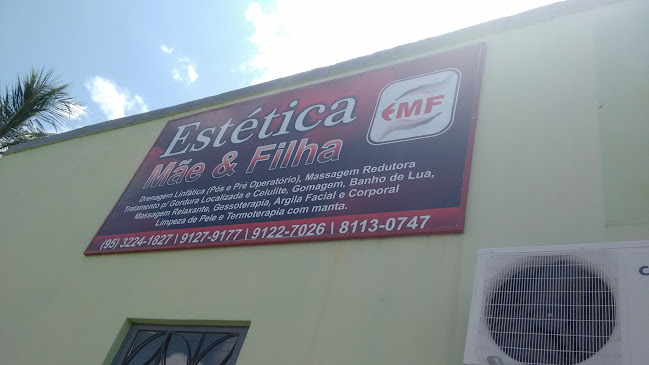 Estética
Mãe & Filha
EMF
Drenagem Linfática (Pós e Pré Operatório), Massagem Redutora
Tratamento p/ Gordura Localizada e Celulite, Gomagem, Banho de Lua,
Massagem Relaxante, Gessoterapia, Argila Facial e Corporal
Limpeza de Pele e Termoterapia com manta.
(95) 3224-1827 | 9127-9177 | 9122-7026 | 8113-0747